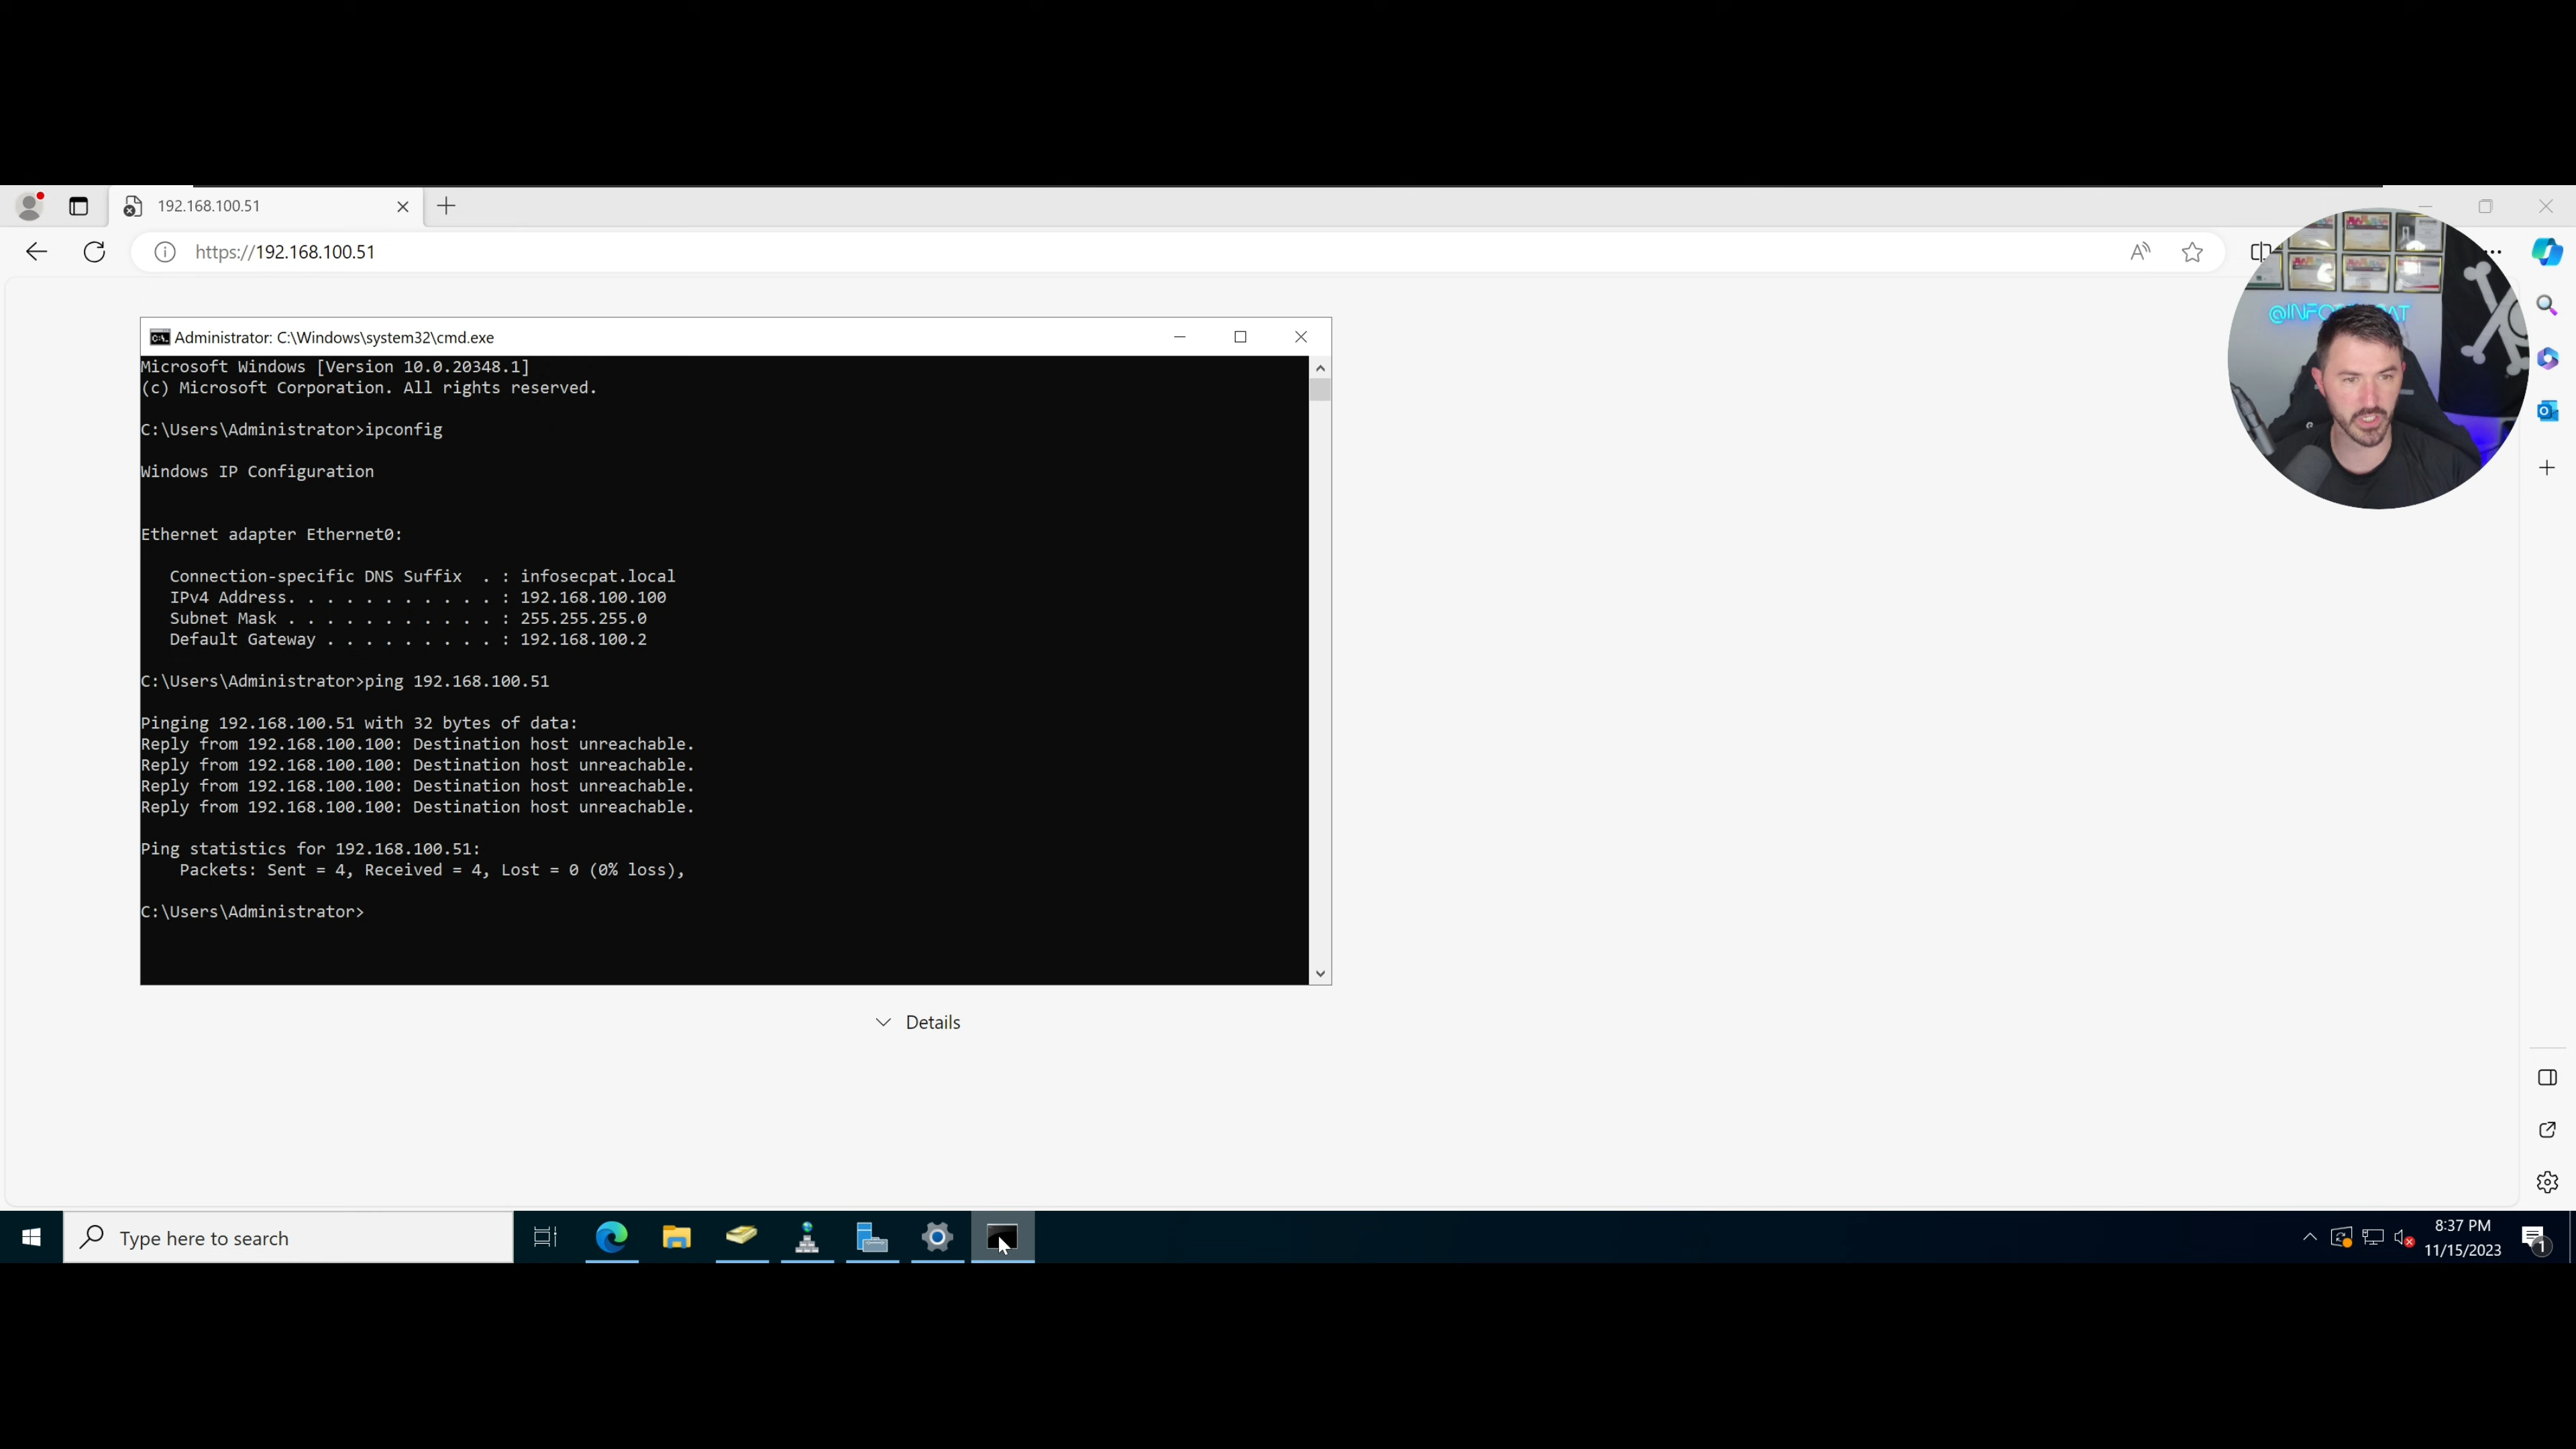 192.168.100.51
https://192.168.100.51
Administrator: C:\Windows\system32\cmd.exe
Microsoft Windows [Version 10.0.20348.1]
(c) Microsoft Corporation. All rights reserved.
C:\Users\Administrator>ipconfig
Windows IP Configuration
Ethernet adapter Ethernet0:
Connection-specific DNS Suffix . : infosecpat.local
IPv4 Address. . . . . . . . . . . : 192.168.100.100
Subnet Mask . . . . . . . . . . . : 255.255.255.0
Default Gateway . . . . . . . . . : 192.168.100.2
C:\Users\Administrator>ping 192.168.100.51
Pinging 192.168.100.51 with 32 bytes of data:
Reply from 192.168.100.100: Destination host unreachable.
Reply from 192.168.100.100: Destination host unreachable.
Reply from 192.168.100.100: Destination host unreachable.
Reply from 192.168.100.100: Destination host unreachable.
Ping statistics for 192.168.100.51:
Packets: Sent = 4, Received = 4, Lost = 0 (0% loss),
C:\Users\Administrator>
Details
Type here to search
8:37 PM
11/15/2023
1